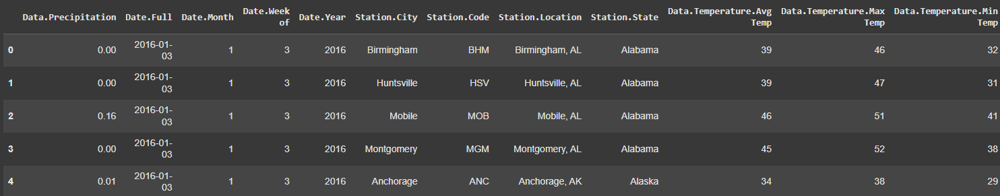 Data.Precipitation Date.Full Date.Month Date.Week of Date.Year Station.City Station.Code Station.Location Station.State Data.Temperature.Avg Temp Data.Temperature.Max Temp Data.Temperature.Min Temp
0 0.00 2016-01-03 1 3 2016 Birmingham BHM Birmingham, AL Alabama 39 46 32
1 0.00 2016-01-03 1 3 2016 Huntsville HSV Huntsville, AL Alabama 39 47 31
2 0.16 2016-01-03 1 3 2016 Mobile MOB Mobile, AL Alabama 46 51 41
3 0.00 2016-01-03 1 3 2016 Montgomery MGM Montgomery, AL Alabama 45 52 38
4 0.01 2016-01-03 1 3 2016 Anchorage ANC Anchorage, AK Alaska 34 38 29